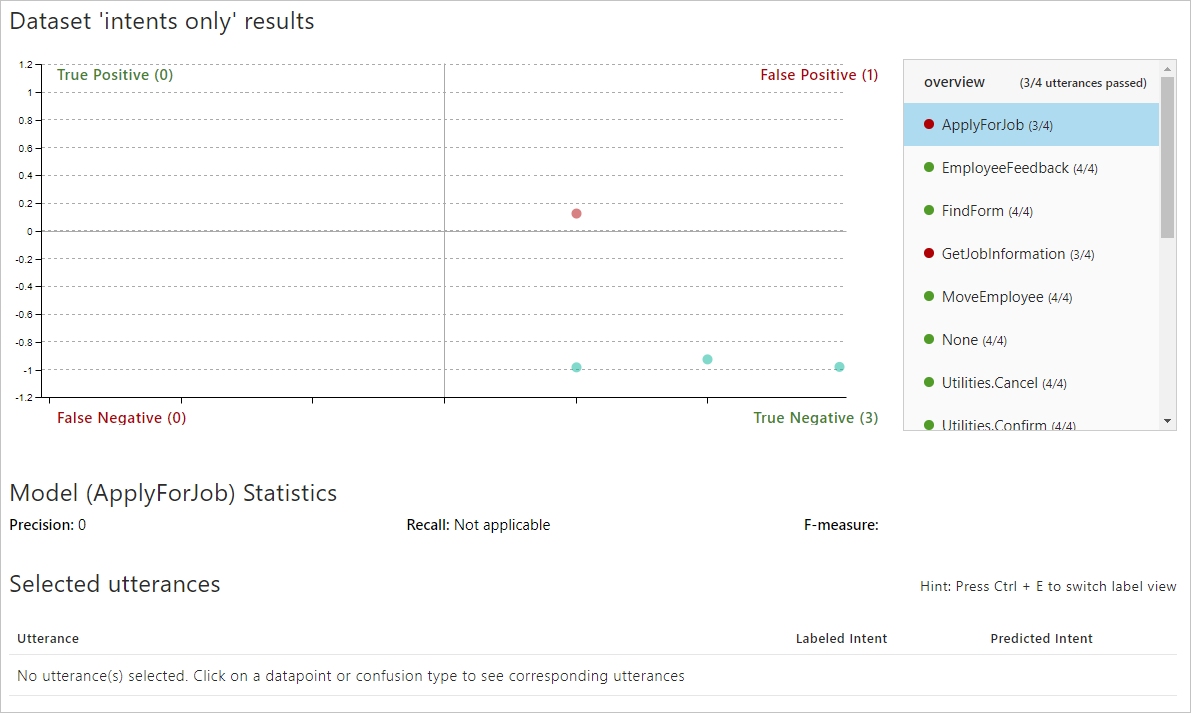 Dataset 'intents only' results
True Positive (0)
False Positive (1)
1.2
1
0.8
0.6
0.4
0.2
0
-0.2
-0.4
-0.6
-0.8
-1
-1.2
False Negative (0)
True Negative (3)
overview (3/4 utterances passed)
ApplyForJob (3/4)
EmployeeFeedback (4/4)
FindForm (4/4)
GetJobInformation (3/4)
MoveEmployee (4/4)
None (4/4)
Utilities.Cancel (4/4)
Utilities.Confirm (4/4)
Model (ApplyForJob) Statistics
Precision: 0 Recall: Not applicable F-measure:
Selected utterances
Hint: Press Ctrl + E to switch label view
Utterance Labeled Intent Predicted Intent
No utterance(s) selected. Click on a datapoint or confusion type to see corresponding utterances